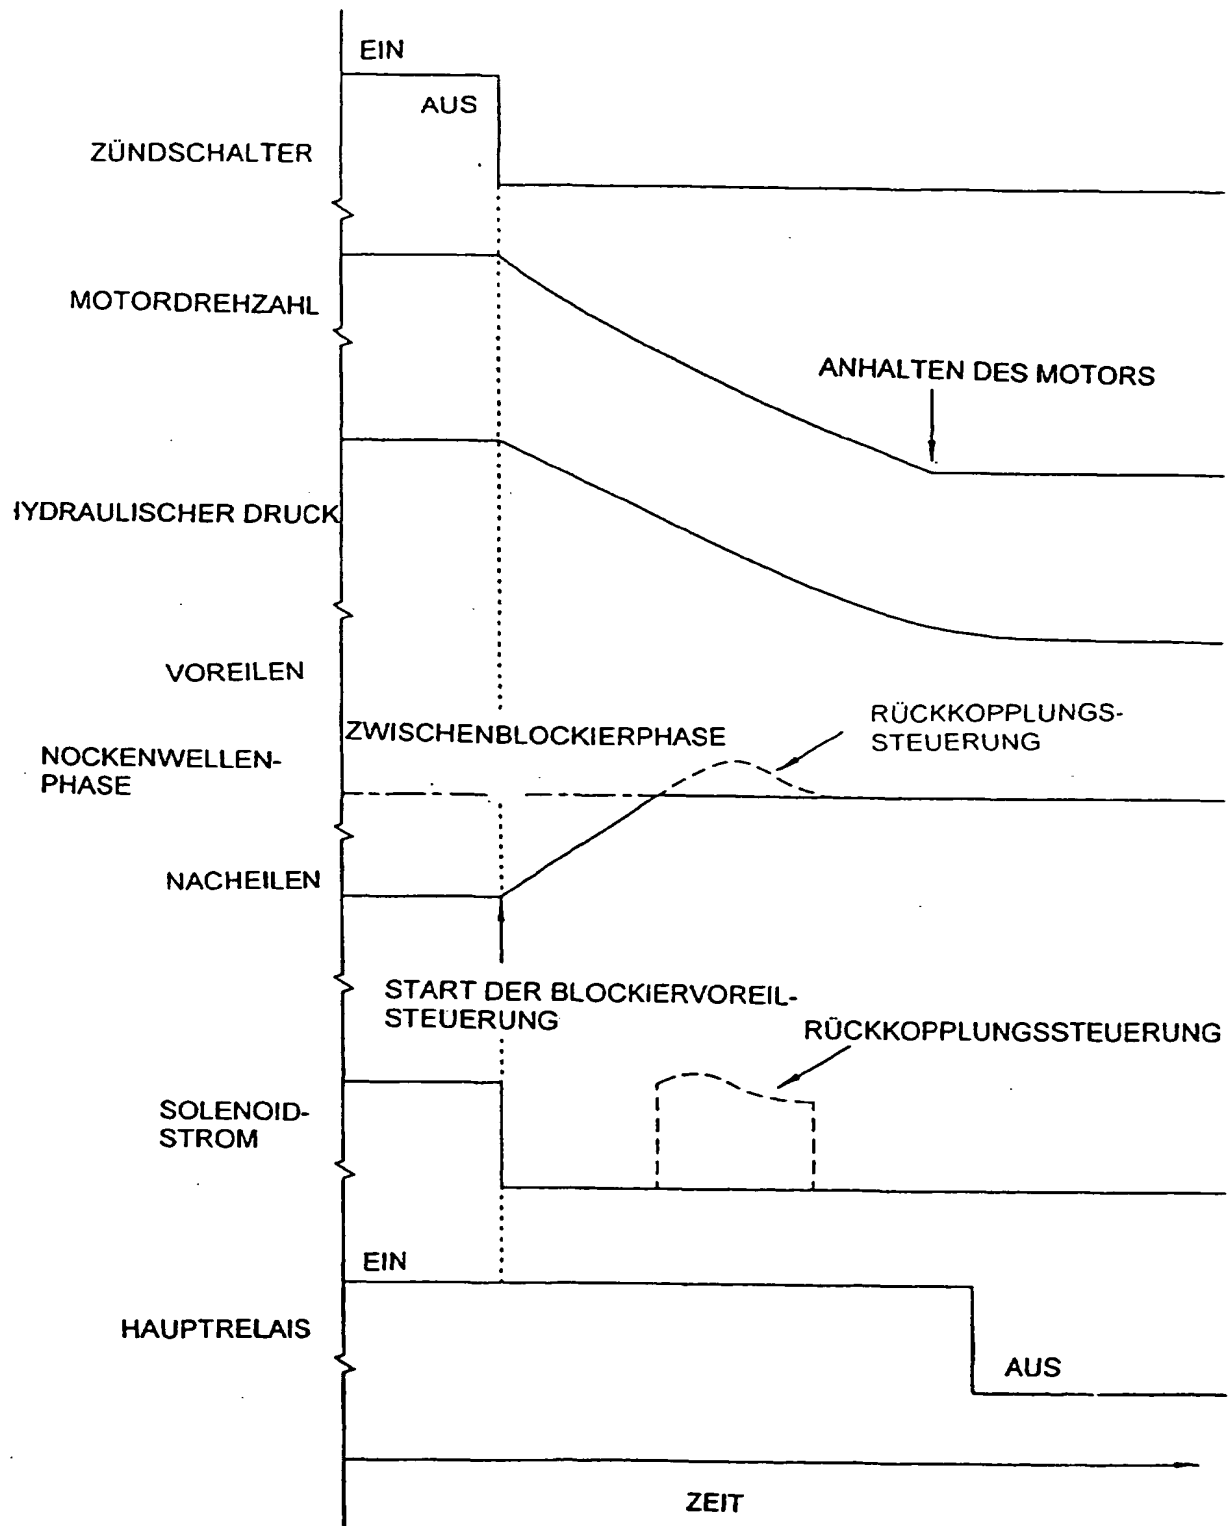 EIN
AUS
ZÜNDSCHALTER
MOTORDREHZAHL
ANHALTEN DES MOTORS
HYDRAULISCHER DRUCK
VOREILEN
ZWISCHENBLOCKIERPHASE
RÜCKKOPPLUNGS-
STEUERUNG
NOCKENWELLEN-
PHASE
NACHEILEN
START DER BLOCKIERVOREIL-
STEUERUNG
RÜCKKOPPLUNGSSTEUERUNG
SOLENOID-
STROM
EIN
HAUPTRELAIS
AUS
ZEIT